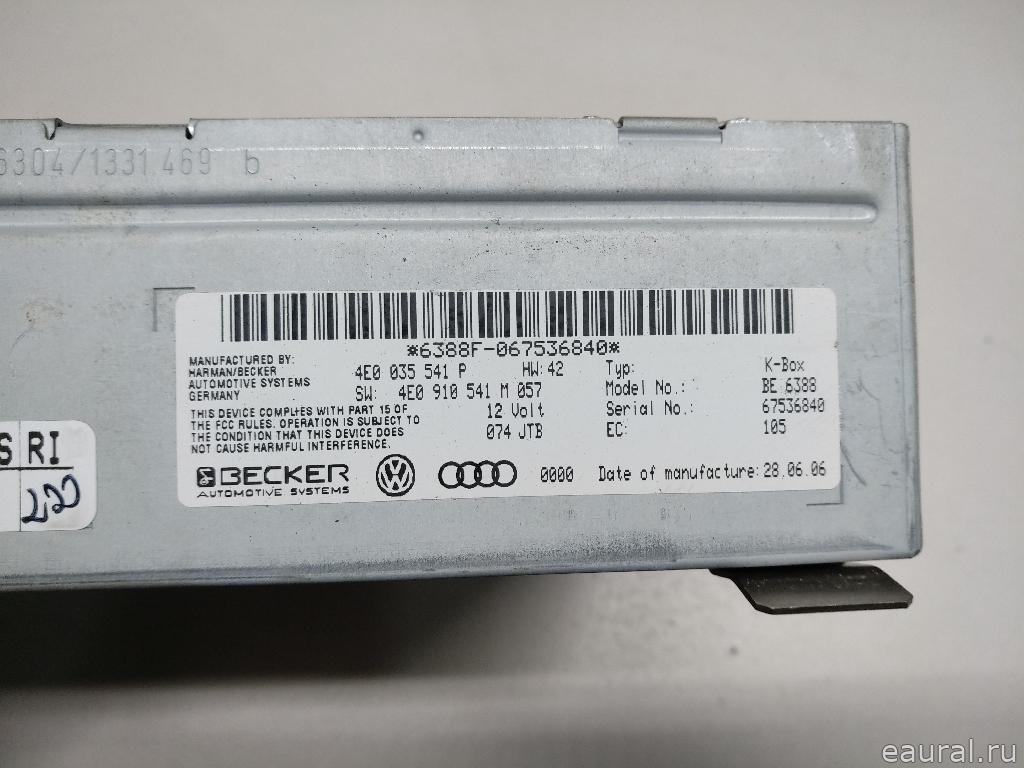 6304/1331 469 b
*6388F-067536840*
MANUFACTURED BY:
HARMAN/BECKER
AUTOMOTIVE SYSTEMS
GERMANY
4E0 035 541 P HW:42
SW: 4E0 910 541 M 057
12 Volt
074 JTB
Typ: K-Box
Model No.: BE 6388
Serial No.: 67536840
EC: 105
THIS DEVICE COMPLIES WITH PART 15 OF
THE FCC RULES. OPERATION IS SUBJECT TO
THE CONDITION THAT THIS DEVICE DOES
NOT CAUSE HARMFUL INTERFERENCE.
BECKER
AUTOMOTIVE SYSTEMS
0000 Date of manufacture: 28.06.06
S RI
eaural.ru